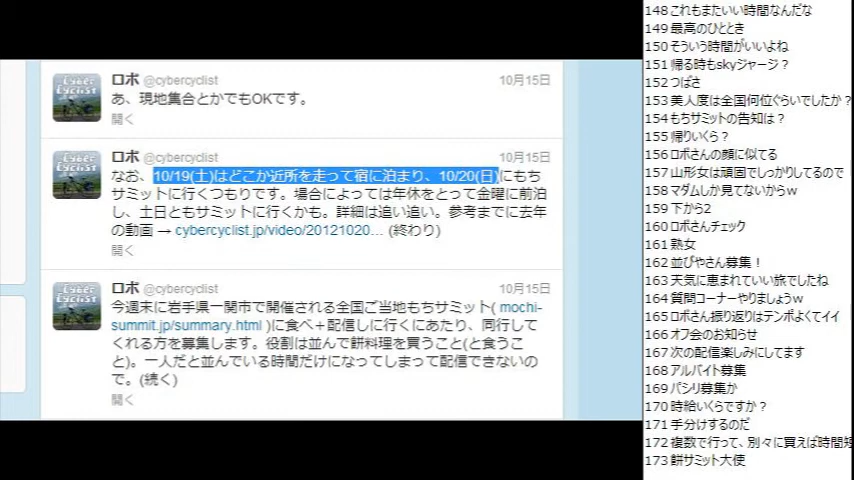 ロボ @cybercyclist 10月15日
あ、現地集合とかでもOKです。
開く
ロボ @cybercyclist 10月15日
なお、10/19(土)はどこか近所を走って宿に泊まり、10/20(日)にもち
サミットに行くつもりです。場合によっては年休をとって金曜に前泊
し、土日ともサミットに行くかも。詳細は追い追い。参考までに去年
の動画 → cybercyclist.jp/video/20121020… (終わり)
開く
ロボ @cybercyclist 10月15日
今週末に岩手県一関市で開催される全国ご当地もちサミット( mochi-
summit.jp/summary.html )に食べ+配信しに行くにあたり、同行して
くれる方を募集します。役割は並んで餅料理を買うこと(と食うこ
と)。一人だと並んでいる時間だけになってしまって配信できないの
で。(続く)
開く
148 これもまたいい時間なんだな
149 最高のひととき
150 そういう時間がいいよね
151 帰る時もskyジャージ?
152 つばさ
153 美人度は全国何位ぐらいでしたか?
154 もちサミットの告知は?
155 帰りいくら?
156 ロボさんの顔に似てる
157 山形女は頑固でしっかりしてるので
158 マダムしか見てないからw
159 下から2
160 ロボさんチェック
161 熟女
162 並びやさん募集!
163 天気に恵まれていい旅でしたね
164 質問コーナーやりましょうw
165 ロボさん振り返りはテンポよくてイイ
166 オフ会のお知らせ
167 次の配信楽しみにしてます
168 アルバイト募集
169 パシリ募集か
170 時給いくらですか?
171 手分けするのだ
172 複数で行って、別々に買えば時間短
173 餅サミット大使
Cyber
Cyclist
Cyber
Cyclist
Cyber
Cyclist